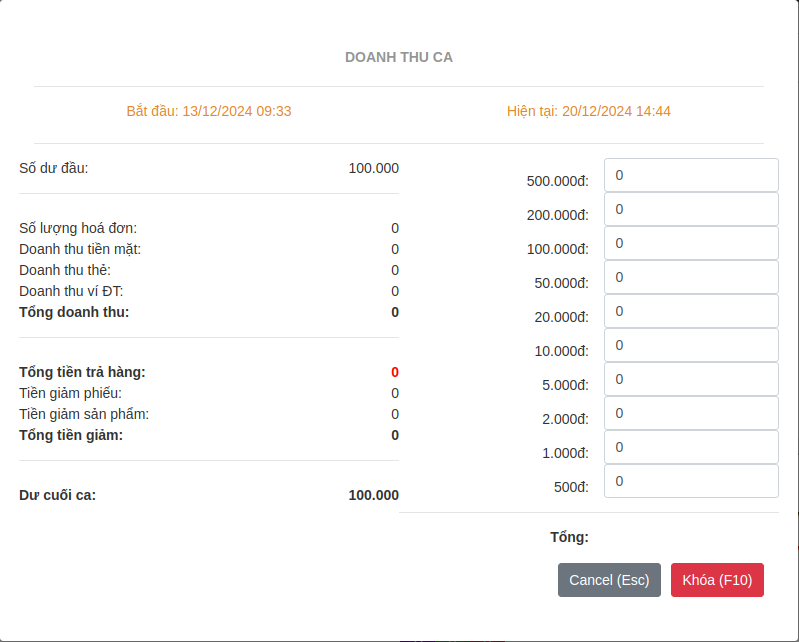 DOANH THU CA
Bắt đầu: 13/12/2024 09:33
Hiện tại: 20/12/2024 14:44
Số dư đầu: 100.000
Số lượng hoá đơn: 0
Doanh thu tiền mặt: 0
Doanh thu thẻ: 0
Doanh thu ví ĐT: 0
Tổng doanh thu: 0
Tổng tiền trả hàng: 0
Tiền giảm phiếu: 0
Tiền giảm sản phẩm: 0
Tổng tiền giảm: 0
Dư cuối ca: 100.000
500.000đ: 0
200.000đ: 0
100.000đ: 0
50.000đ: 0
20.000đ: 0
10.000đ: 0
5.000đ: 0
2.000đ: 0
1.000đ: 0
500đ: 0
Tổng:
Cancel (Esc) Khóa (F10)